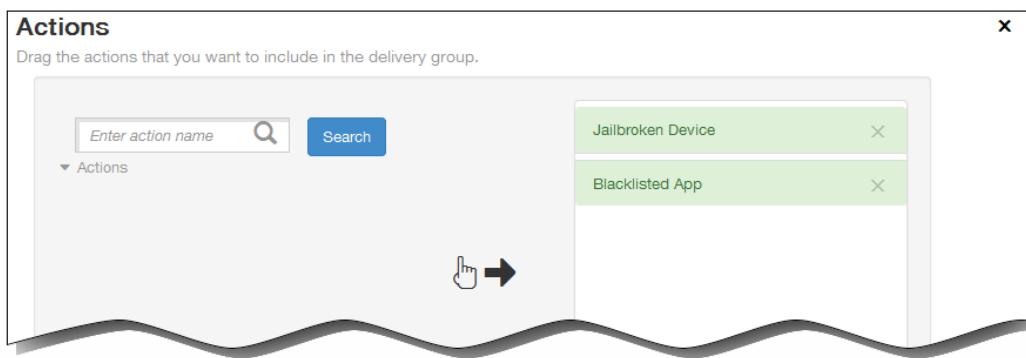 Actions
Drag the actions that you want to include in the delivery group.
Enter action name
Search
Actions
Jailbroken Device
Blacklisted App